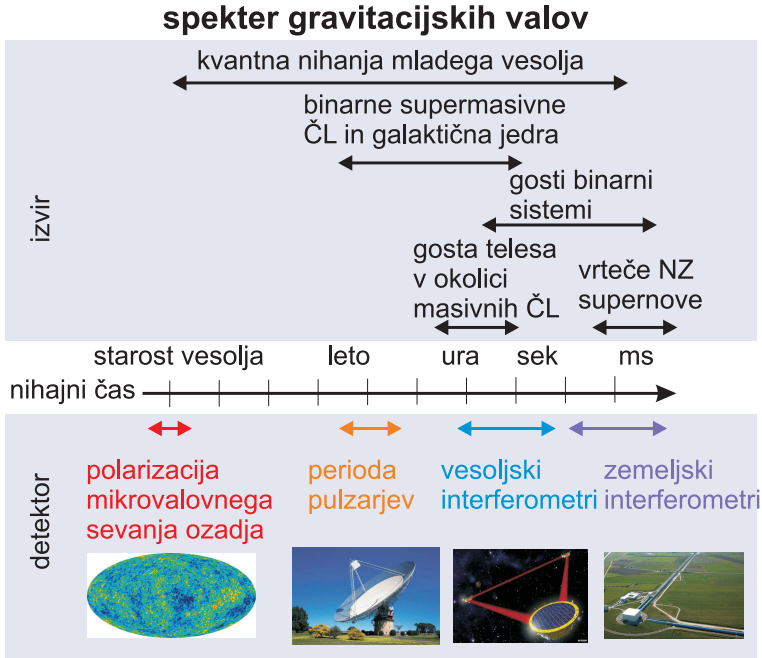 spekter gravitacijskih valov
izvir
kvantna nihanja mladega vesolja
binarne supermasivne
ČL in galaktična jedra
gosti binarni
sistemi
gosta telesa
v okolici
masivnih ČL
vrteče NZ
supernove
starost vesolja
leto
ura
sek
ms
nihajni čas
detektor
polarizacija
mikrovalovnega
sevanja ozadja
perioda
pulzarjev
vesoljski
interferometri
zemeljski
interferometri